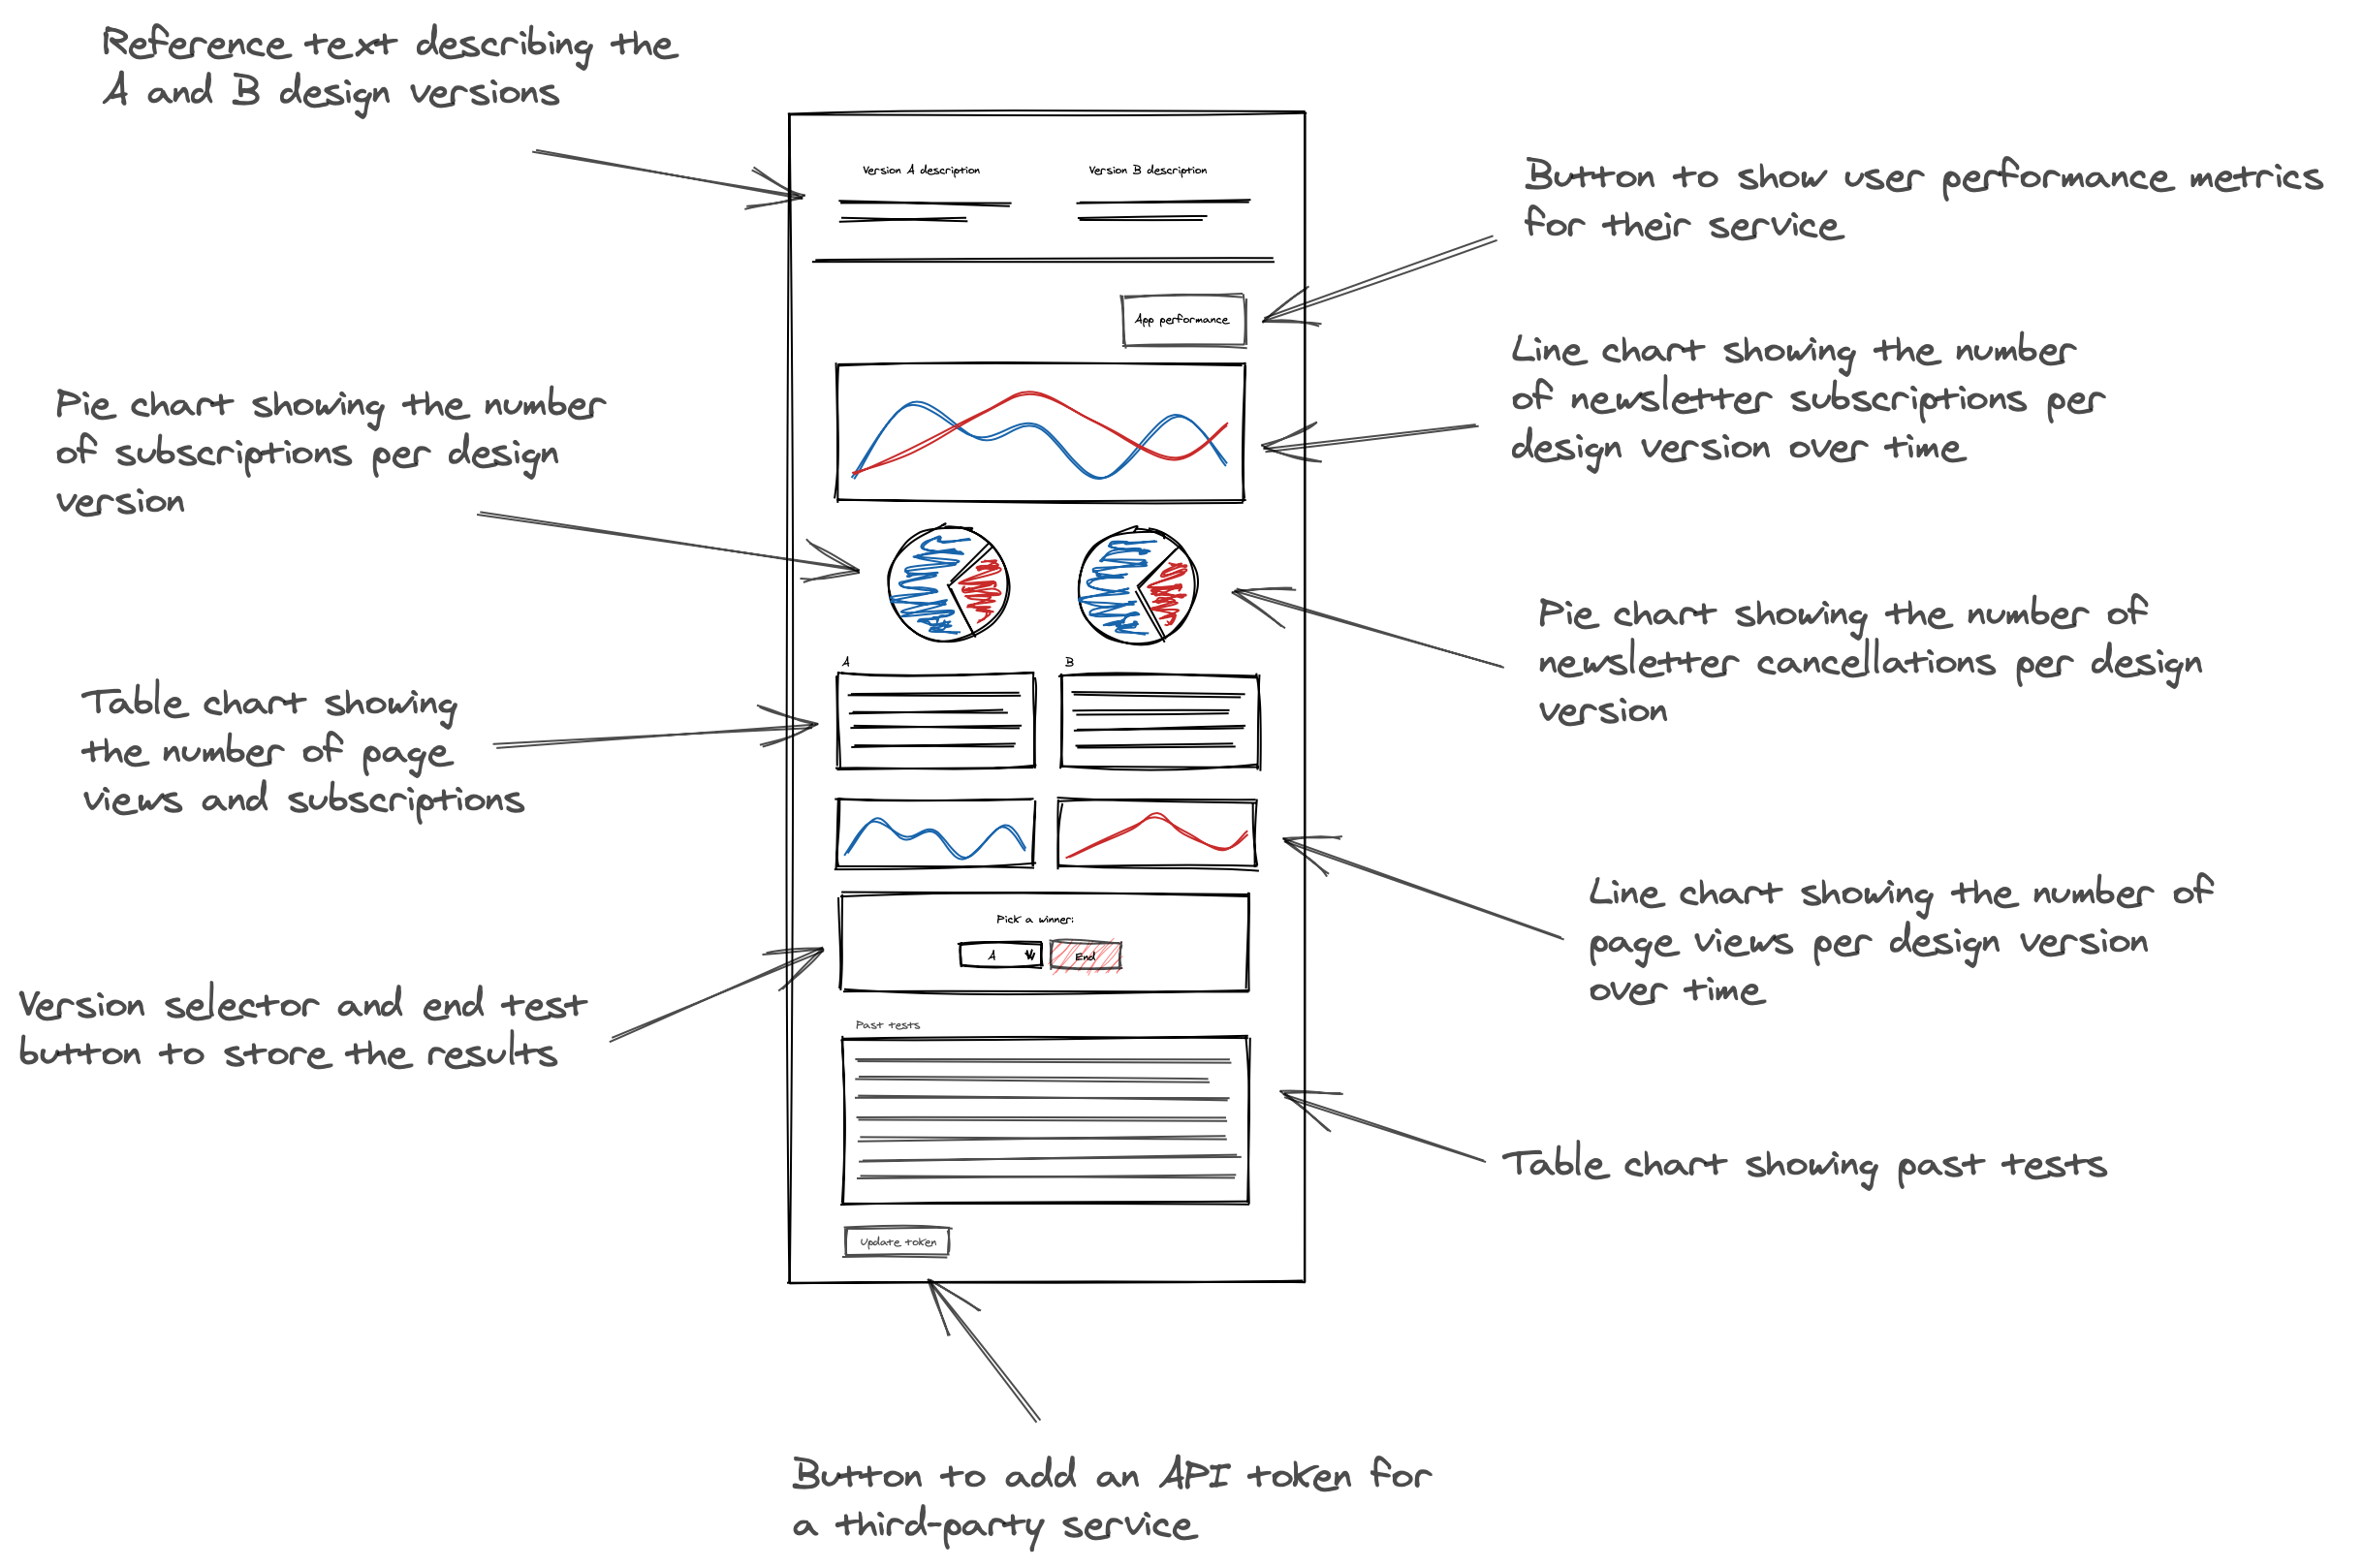 Reference text describing the
A and B design versions
Version A description
Version B description
Button to show user performance metrics
for their service
App performance
Line chart showing the number
of newsletter subscriptions per
design version over time
Pie chart showing the number
of subscriptions per design
version
Pie chart showing the number of
newsletter cancellations per design
version
A
B
Table chart showing
the number of page
views and subscriptions
Line chart showing the number of
page views per design version
over time
Pick a winner:
A
End
Version selector and end test
button to store the results
Past tests
Table chart showing past tests
Update token
Button to add an API token for
a third-party service